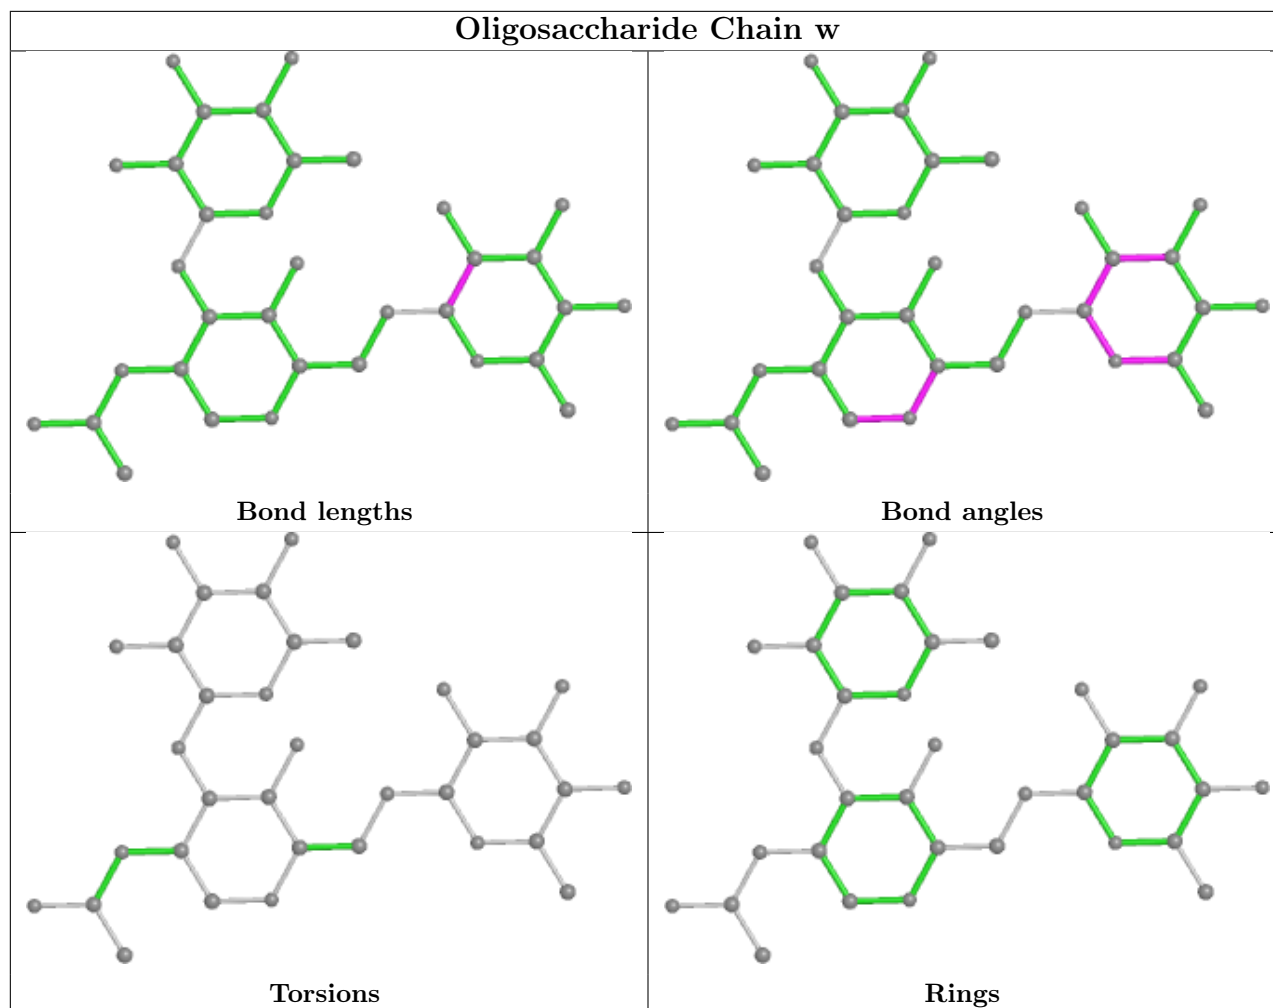 Oligosaccharide Chain w
Bond lengths
Bond angles
Torsions
Rings